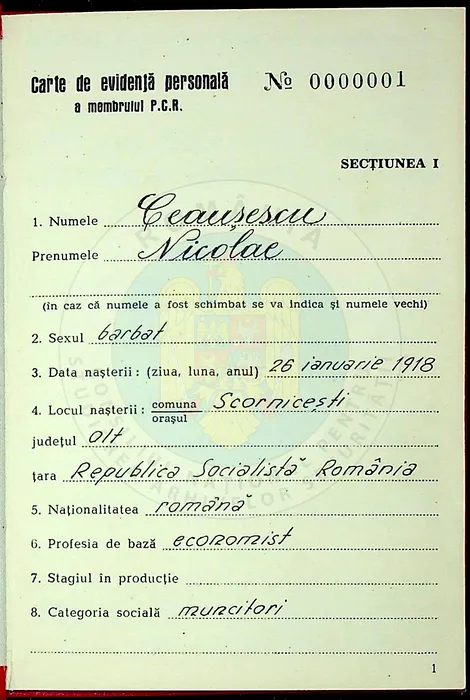 Carte de evidență personală № 0000001
a membrului P.C.R.
SECȚIUNEA I
1. Numele Ceaușescu
Prenumele Nicolae
(în caz că numele a fost schimbat se va indica și numele vechi)
2. Sexul barbat
3. Data nașterii : (ziua, luna, anul) 26 ianuarie 1918
4. Locul nașterii : comuna Scornicești
orașul
județul Olt
țara Republica Socialistă România
5. Naționalitatea română
6. Profesia de bază economist
7. Stagiul în producție
8. Categoria socială muncitori
1